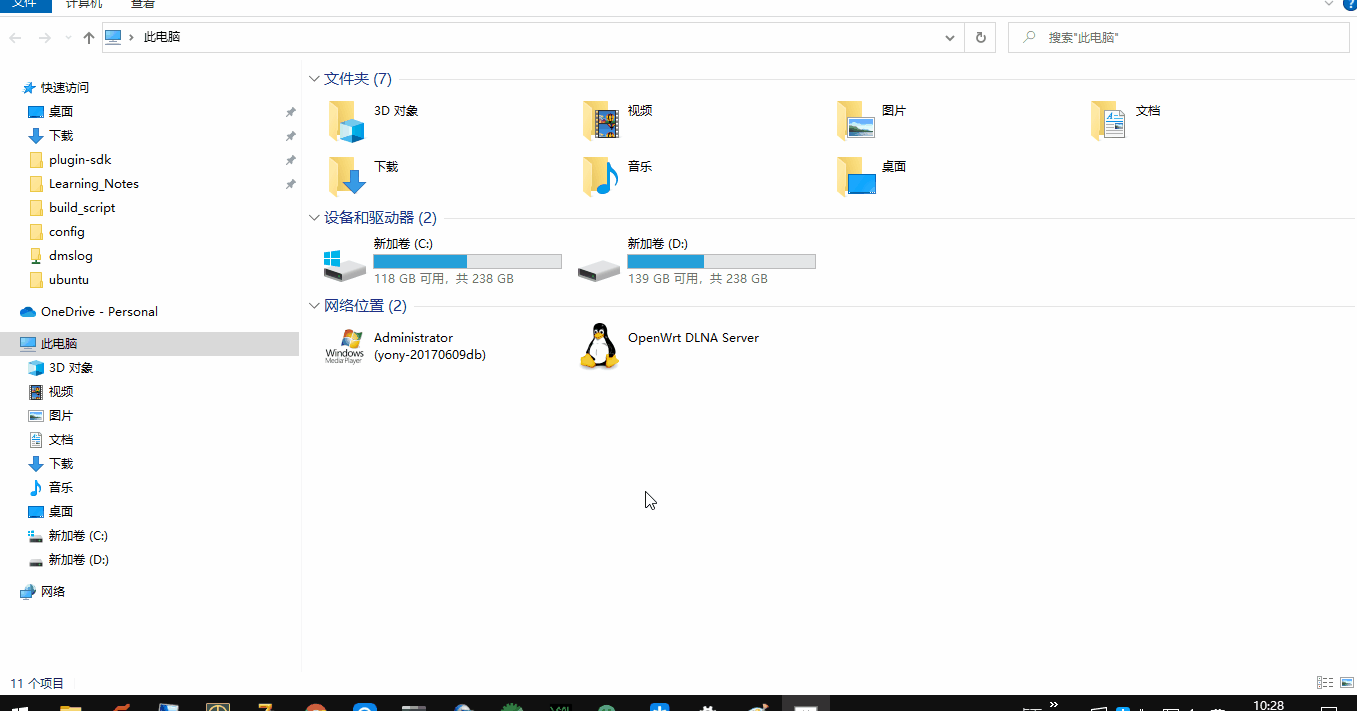 文件
计算机
查看
此电脑
搜索"此电脑"
快速访问
桌面
下载
plugin-sdk
Learning_Notes
build_script
config
dmslog
ubuntu
OneDrive - Personal
此电脑
3D 对象
视频
图片
文档
下载
音乐
桌面
新加卷 (C:)
新加卷 (D:)
网络
文件夹 (7)
3D 对象
视频
图片
文档
下载
音乐
桌面
设备和驱动器 (2)
新加卷 (C:)
118 GB 可用，共 238 GB
新加卷 (D:)
139 GB 可用，共 238 GB
网络位置 (2)
Windows
Media Player
Administrator
(yony-20170609db)
OpenWrt DLNA Server
11 个项目
10:28